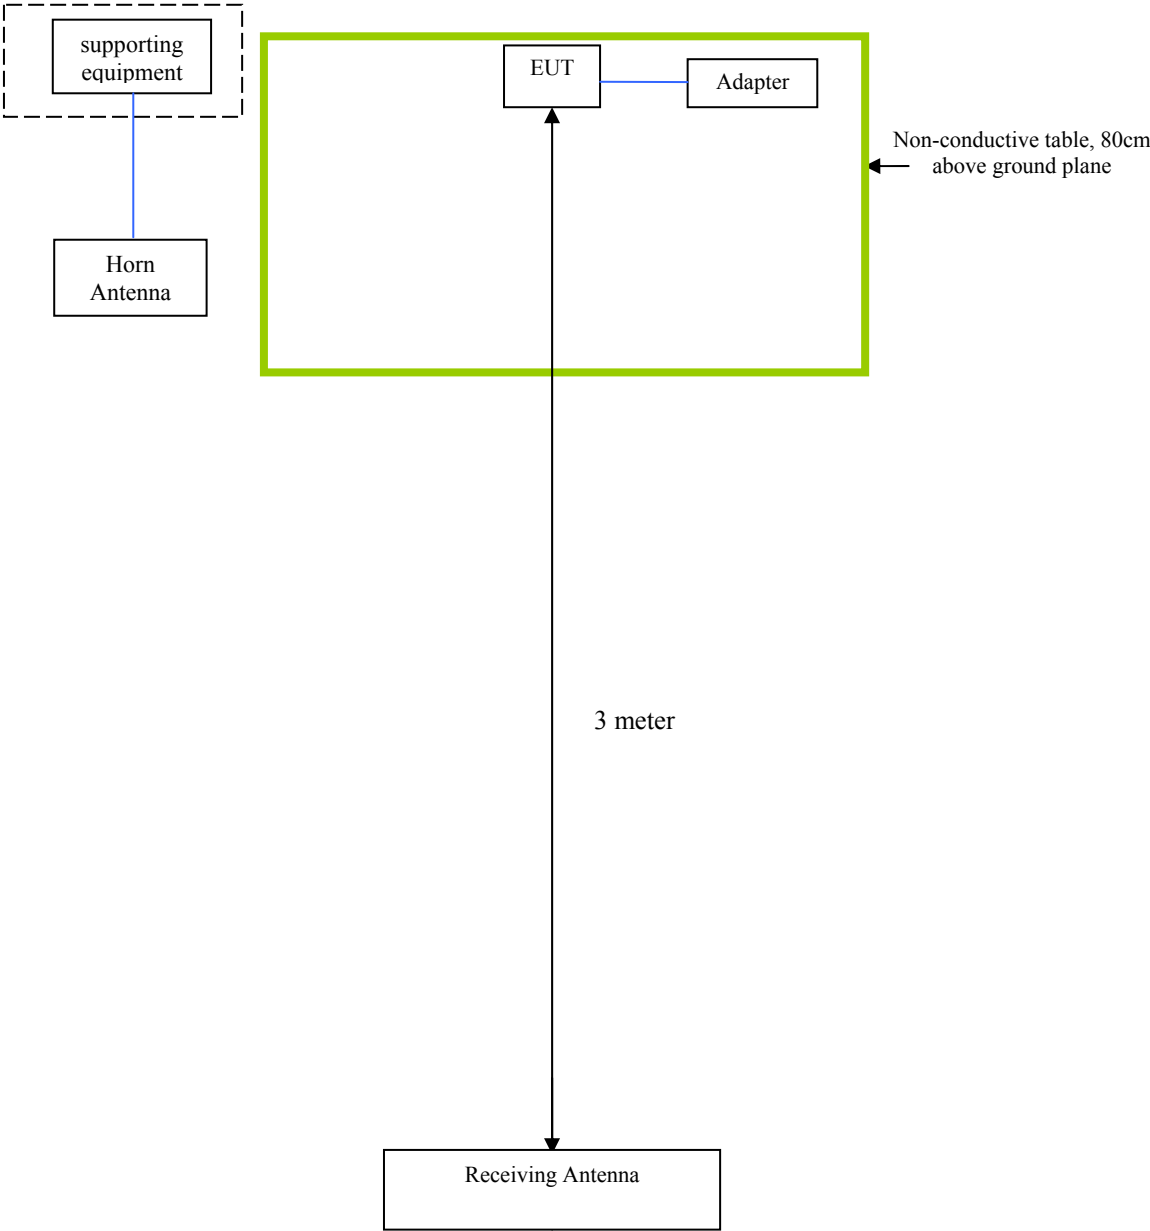 supporting
equipment
EUT
Adapter
Non-conductive table, 80cm
above ground plane
Horn
Antenna
3 meter
Receiving Antenna